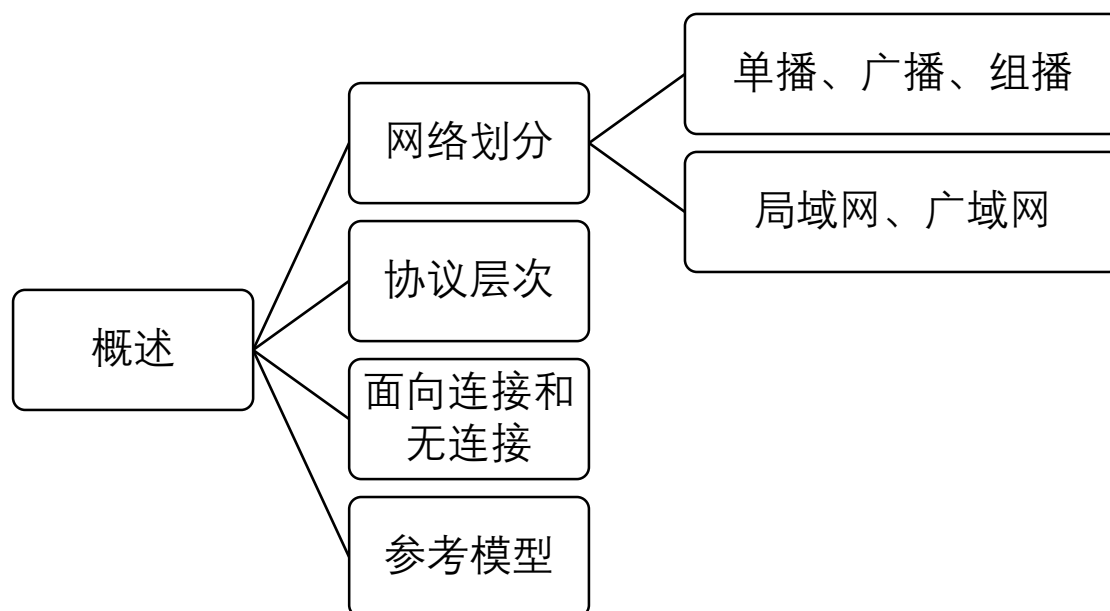 概述
网络划分
单播、广播、组播
局域网、广域网
协议层次
面向连接和
无连接
参考模型